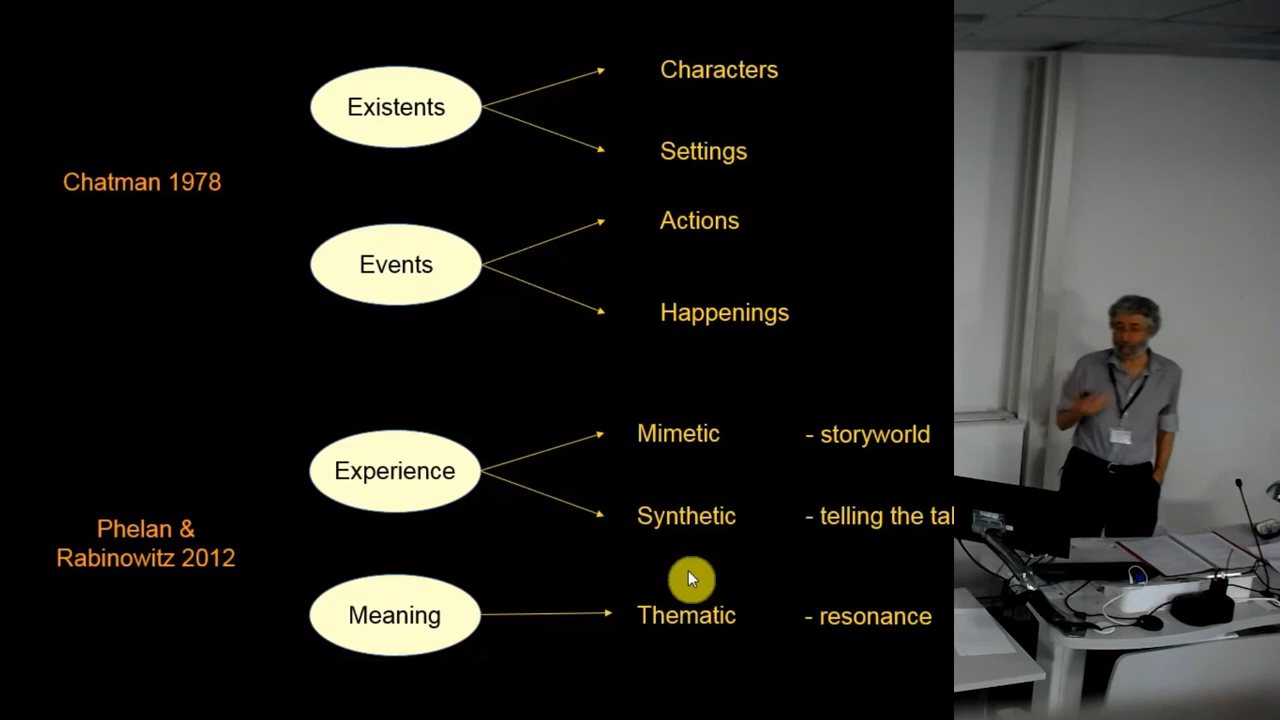 Existents
Characters
Settings
Chatman 1978
Events
Actions
Happenings
Experience
Mimetic - storyworld
Synthetic - telling the tal
Phelan &
Rabinowitz 2012
Meaning
Thematic - resonance